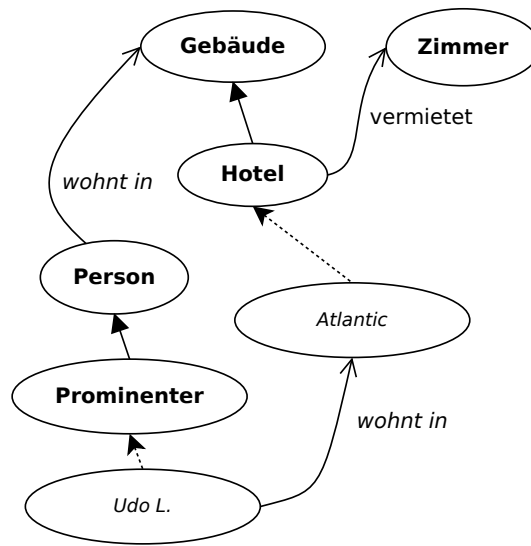 Gebäude
Zimmer
vermietet
Hotel
wohnt in
Person
Atlantic
Prominenter
wohnt in
Udo L.